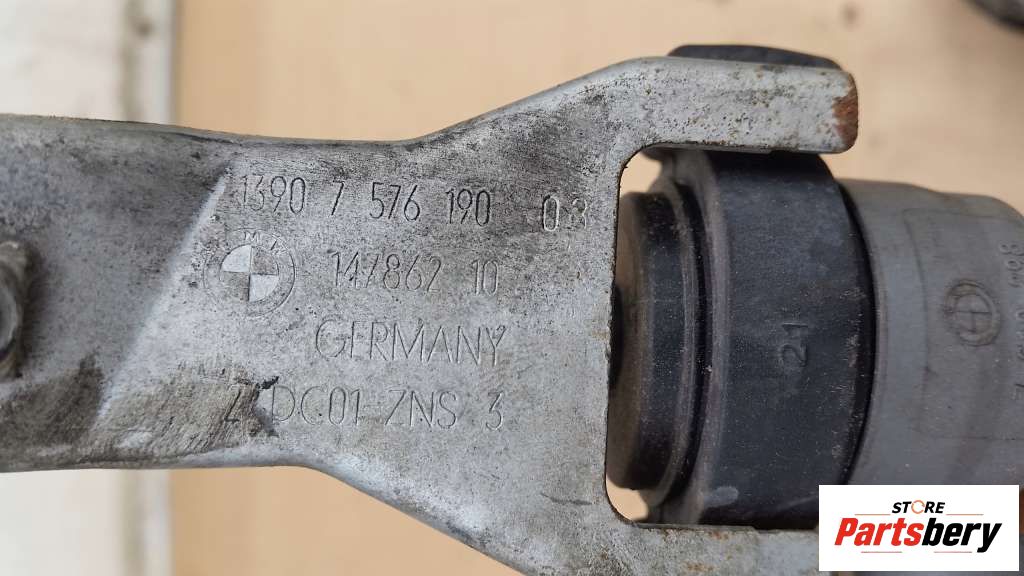 1390 7 576 190 03
147862 10
GERMANY
DC01-ZNS 3
21
STORE
Partsbery